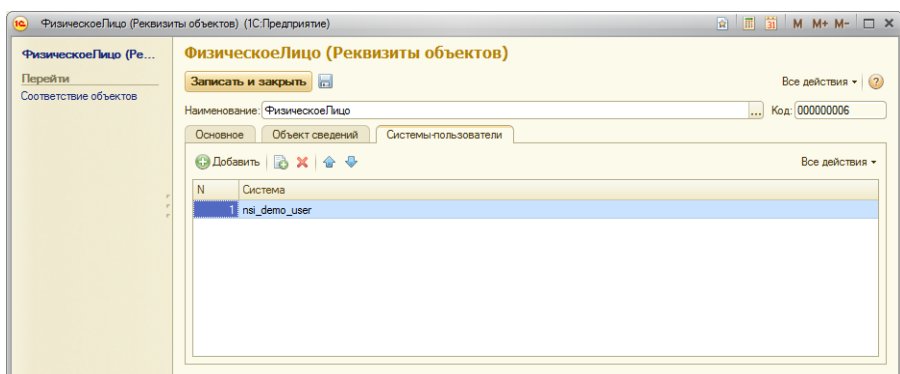 ФизическоеЛицо (Реквизиты объектов) (1С:Предприятие)
M M+ M-
ФизическоеЛицо (Ре...
Перейти
Соответствие объектов
ФизическоеЛицо (Реквизиты объектов)
Записать и закрыть
Все действия
Наименование: ФизическоеЛицо ... Код: 000000006
Основное Объект сведений Системы-пользователи
Добавить Все действия
N Система
1 nsi_demo_user